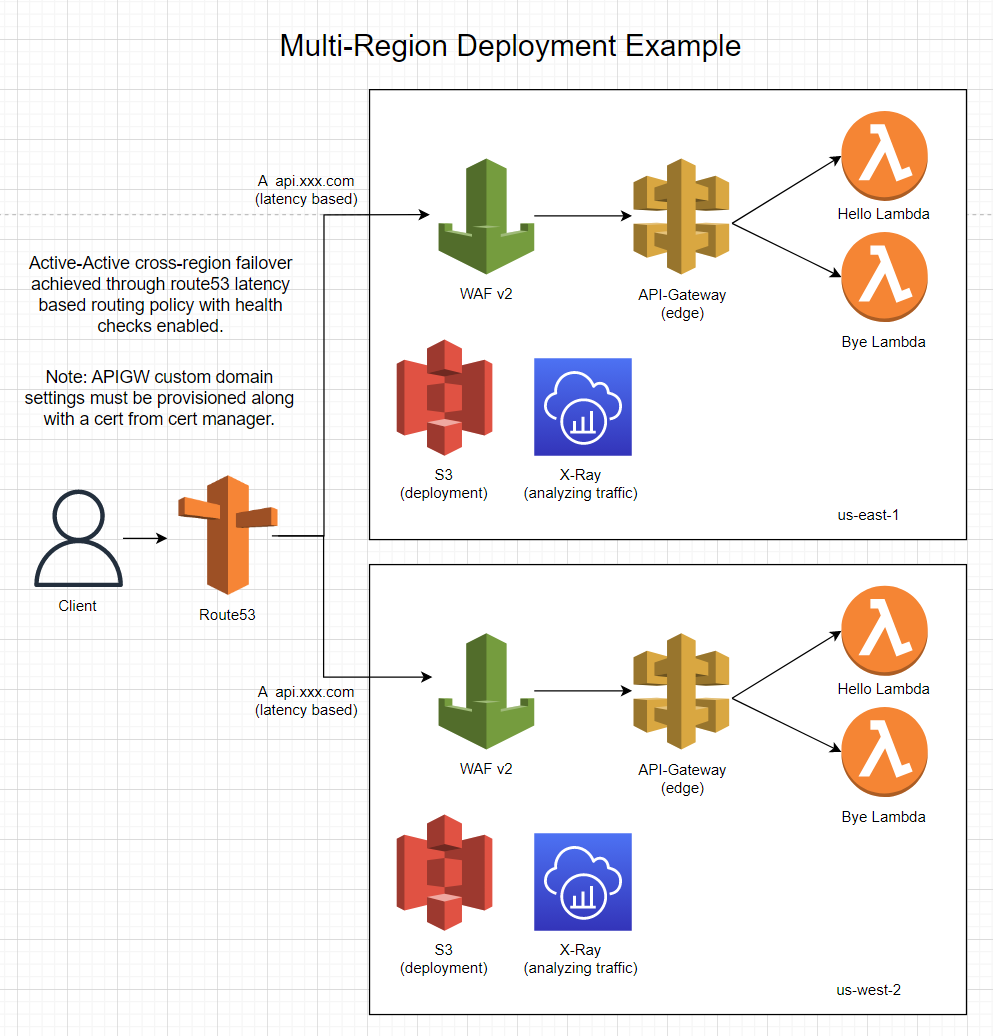 Multi-Region Deployment Example
A  api.xxx.com
(latency based)
Active-Active cross-region failover
achieved through route53 latency
based routing policy with health
checks enabled.
Note: APIGW custom domain
settings must be provisioned along
with a cert from cert manager.
Client
Route53
WAF v2
API-Gateway
(edge)
Hello Lambda
Bye Lambda
S3
(deployment)
X-Ray
(analyzing traffic)
us-east-1
A  api.xxx.com
(latency based)
WAF v2
API-Gateway
(edge)
Hello Lambda
Bye Lambda
S3
(deployment)
X-Ray
(analyzing traffic)
us-west-2